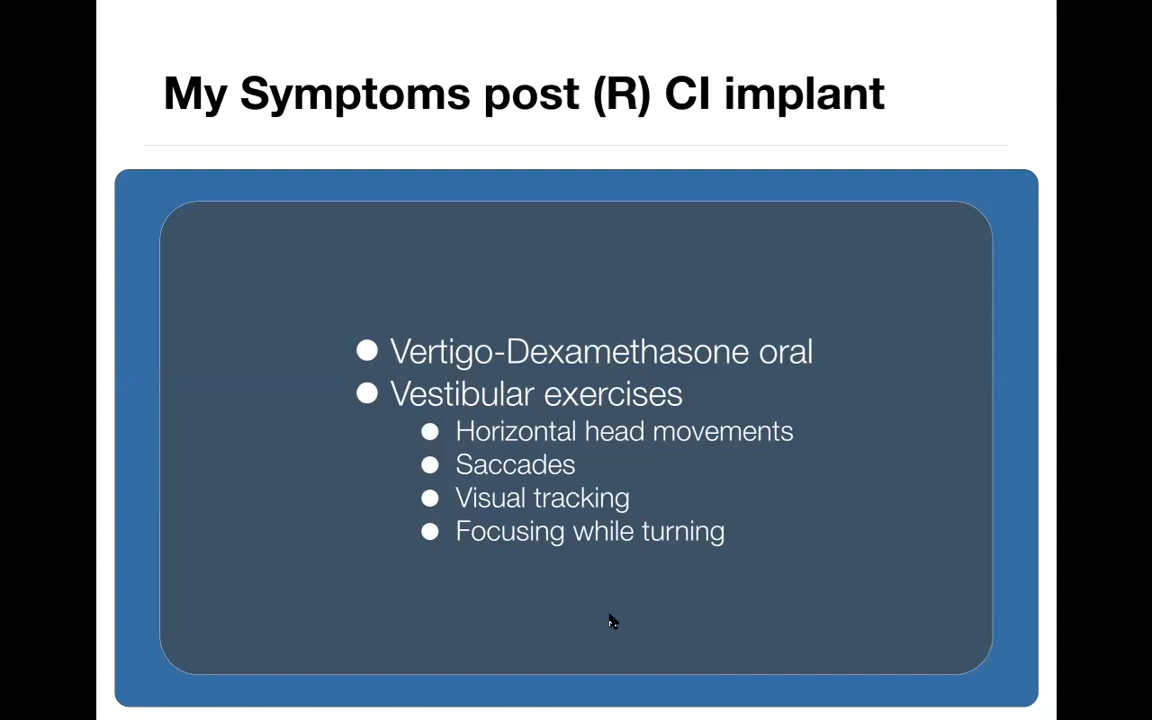 My Symptoms post (R) CI implant
Vertigo-Dexamethasone oral
Vestibular exercises
Horizontal head movements
Saccades
Visual tracking
Focusing while turning